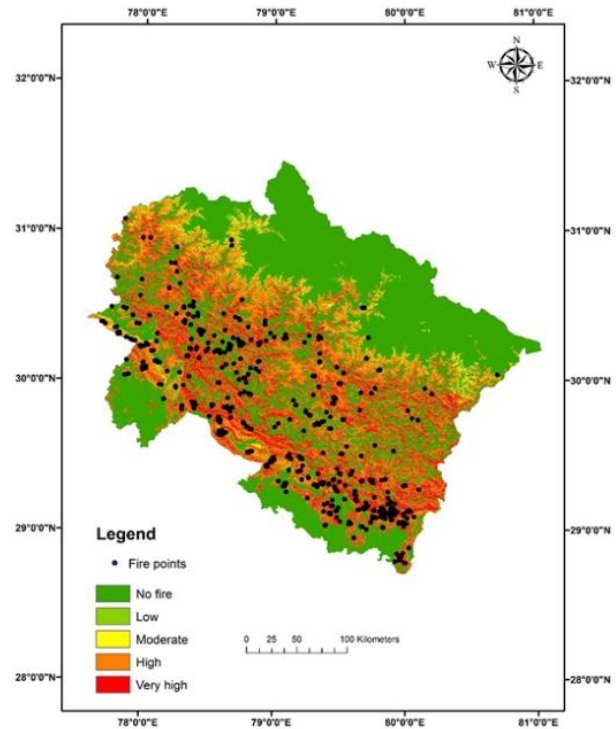 78°0'0"E 79°0'0"E 80°0'0"E 81°0'0"E
N
W E
S
32°0'0"N 32°0'0"N
31°0'0"N 31°0'0"N
30°0'0"N 30°0'0"N
29°0'0"N 29°0'0"N
Legend
Fire points
No fire
Low
Moderate
High
Very high
0 25 50 100 Kilometers
28°0'0"N 28°0'0"N
78°0'0"E 79°0'0"E 80°0'0"E 81°0'0"E